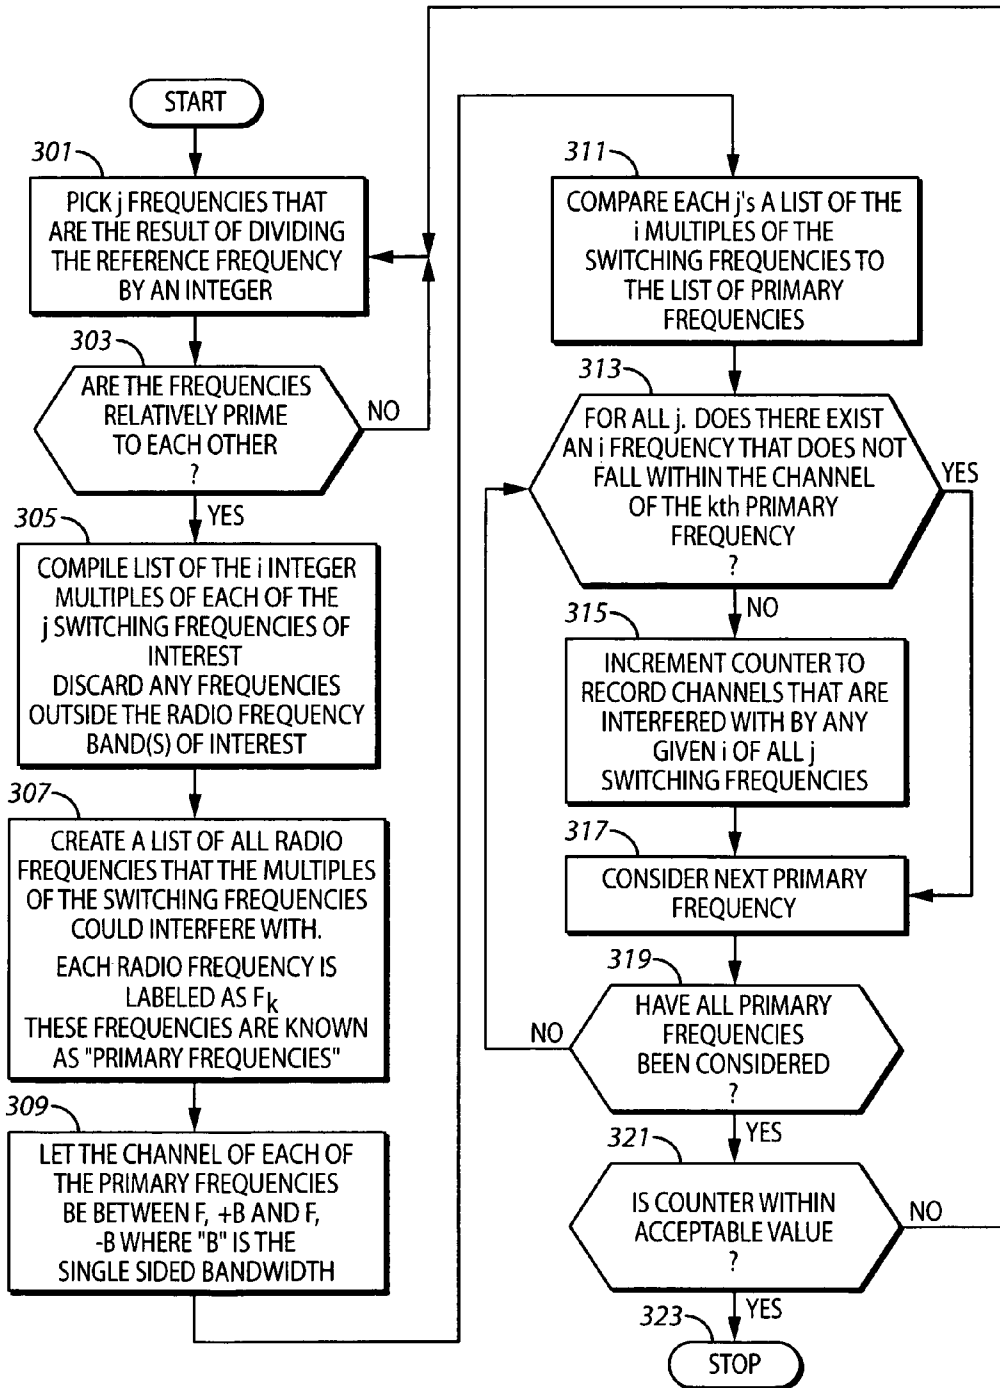 START
301
PICK j FREQUENCIES THAT
ARE THE RESULT OF DIVIDING
THE REFERENCE FREQUENCY
BY AN INTEGER
303
ARE THE FREQUENCIES
RELATIVELY PRIME
TO EACH OTHER
?
NO
YES
305
COMPILE LIST OF THE i INTEGER
MULTIPLES OF EACH OF THE
j SWITCHING FREQUENCIES OF
INTEREST
DISCARD ANY FREQUENCIES
OUTSIDE THE RADIO FREQUENCY
BAND(S) OF INTEREST
307
CREATE A LIST OF ALL RADIO
FREQUENCIES THAT THE MULTIPLES
OF THE SWITCHING FREQUENCIES
COULD INTERFERE WITH.
EACH RADIO FREQUENCY IS
LABELED AS Fk
THESE FREQUENCIES ARE KNOWN
AS "PRIMARY FREQUENCIES"
309
LET THE CHANNEL OF EACH OF
THE PRIMARY FREQUENCIES
BE BETWEEN F, +B AND F,
-B WHERE "B" IS THE
SINGLE SIDED BANDWIDTH
311
COMPARE EACH j'S A LIST OF THE
i MULTIPLES OF THE
SWITCHING FREQUENCIES TO
THE LIST OF PRIMARY
FREQUENCIES
313
FOR ALL j. DOES THERE EXIST
AN i FREQUENCY THAT DOES NOT
FALL WITHIN THE CHANNEL
OF THE kth PRIMARY
FREQUENCY
?
YES
NO
315
INCREMENT COUNTER TO
RECORD CHANNELS THAT ARE
INTERFERED WITH BY ANY
GIVEN i OF ALL j
SWITCHING FREQUENCIES
317
CONSIDER NEXT PRIMARY
FREQUENCY
319
HAVE ALL PRIMARY
FREQUENCIES
BEEN CONSIDERED
?
NO
YES
321
IS COUNTER WITHIN
ACCEPTABLE VALUE
?
NO
YES
323
STOP